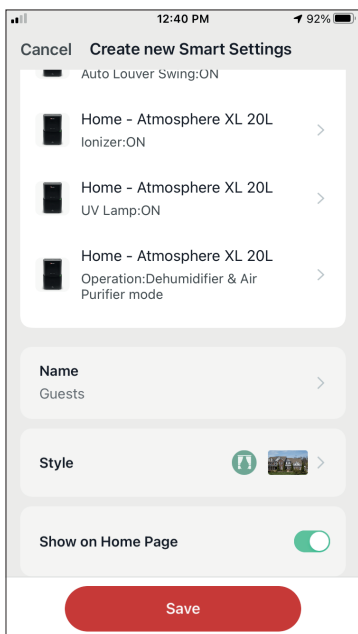 12:40 PM 92%
Cancel Create new Smart Settings
Auto Louver Swing:ON
Home - Atmosphere XL 20L
Ionizer:ON
Home - Atmosphere XL 20L
UV Lamp:ON
Home - Atmosphere XL 20L
Operation:Dehumidifier & Air
Purifier mode
Name
Guests
Style
Show on Home Page
Save